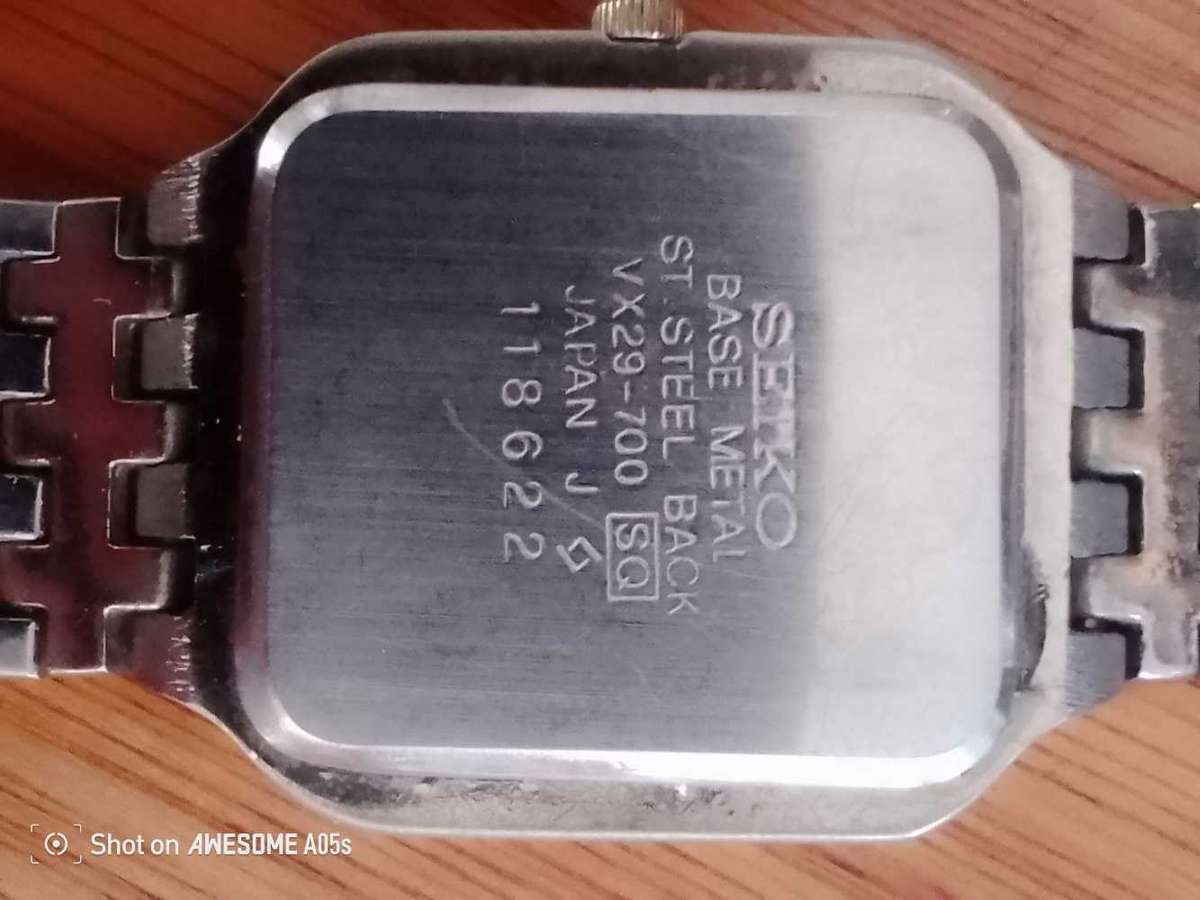 SEIKO
BASE METAL
ST.STEEL BACK
VX29-700 SQ
JAPAN J
118622
Shot on AWESOME A05s